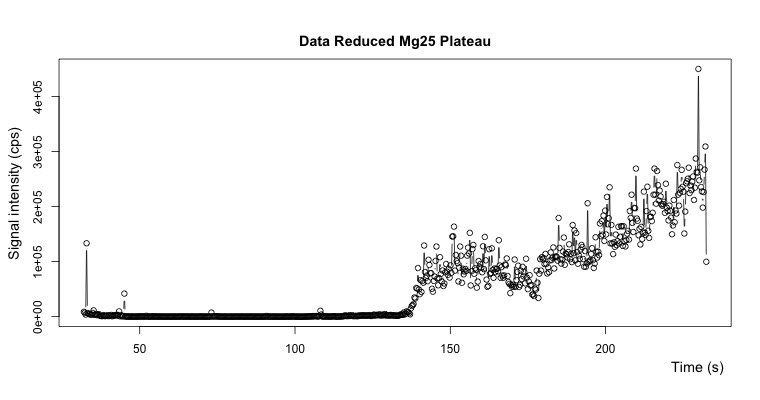 Data Reduced Mg25 Plateau
Signal intensity (cps)
4e+05
3e+05
2e+05
1e+05
0e+00
50 100 150 200
Time (s)